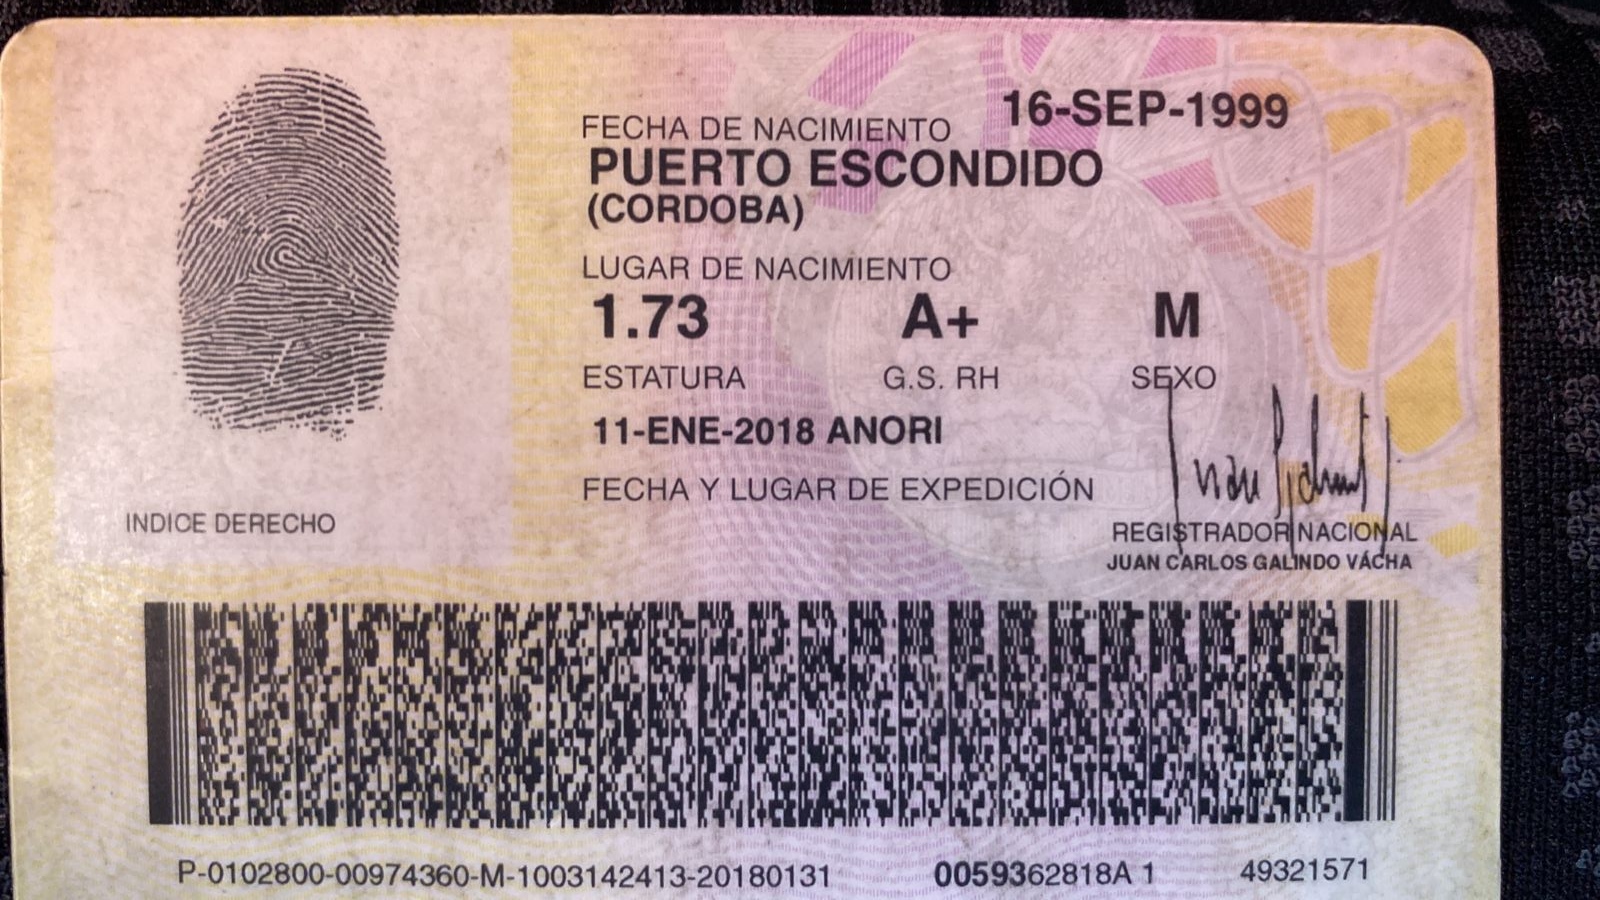 16-SEP-1999
FECHA DE NACIMIENTO
PUERTO ESCONDIDO
(CORDOBA)
LUGAR DE NACIMIENTO
1.73 A+ M
ESTATURA G.S. RH SEXO
11-ENE-2018 ANORI
FECHA Y LUGAR DE EXPEDICIÓN
INDICE DERECHO
REGISTRADOR NACIONAL
JUAN CARLOS GALINDO VÁCHA
P-0102800-00974360-M-1003142413-20180131 0059362818A 1 49321571